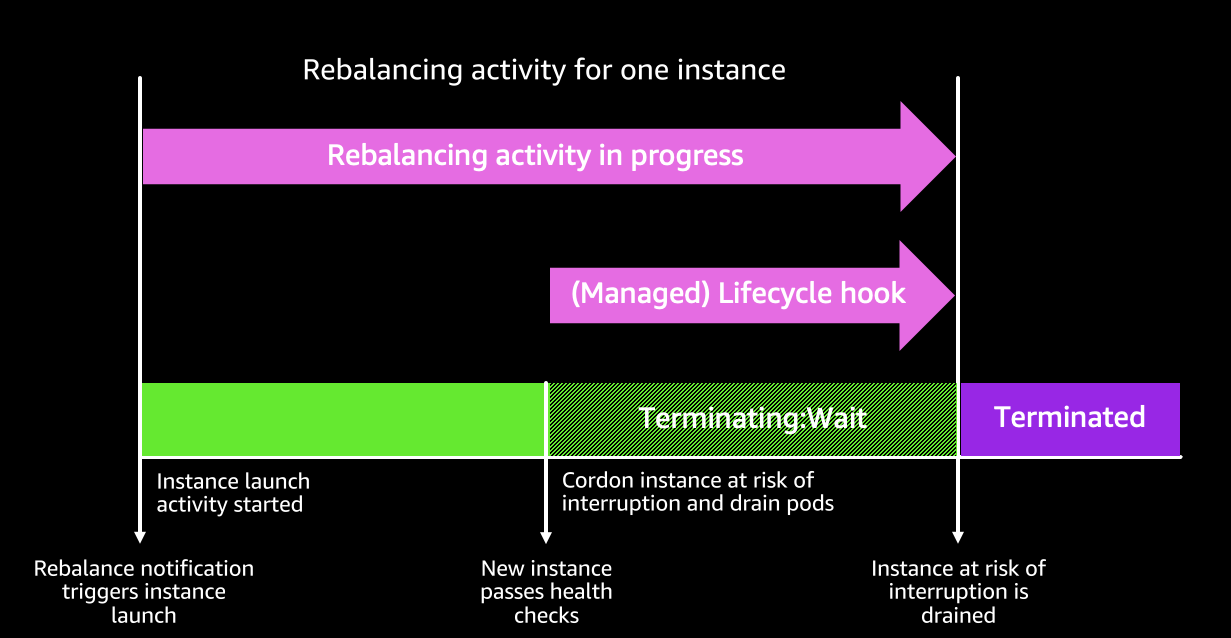 Rebalancing activity for one instance
Rebalancing activity in progress
(Managed) Lifecycle hook
Terminating:Wait
Terminated
Instance launch
activity started
Cordon instance at risk of
interruption and drain pods
Rebalance notification
triggers instance
launch
New instance
passes health
checks
Instance at risk of
interruption is
drained